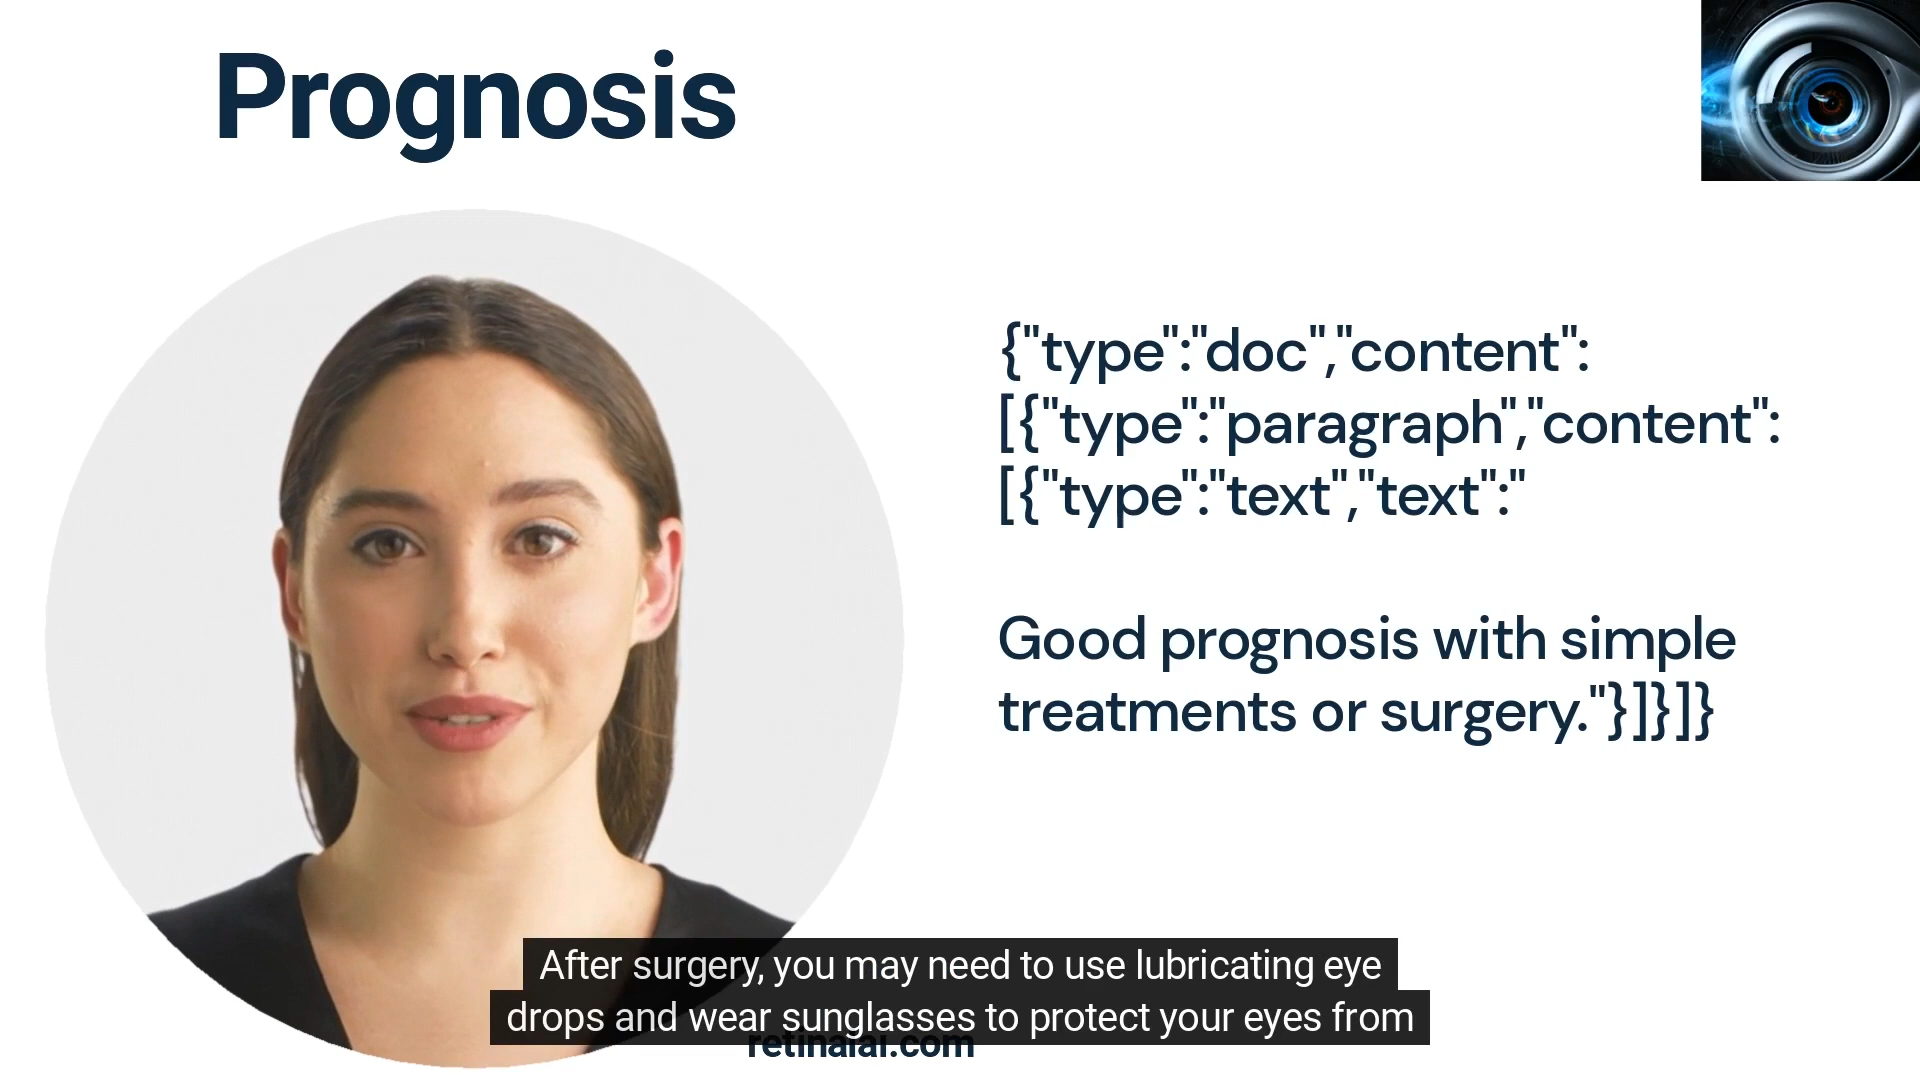 Prognosis
{"type":"doc","content":
[{"type":"paragraph","content":
[{"type":"text","text":"
Good prognosis with simple
treatments or surgery."}]}]}
After surgery, you may need to use lubricating eye
drops and wear sunglasses to protect your eyes from
retinalai.com